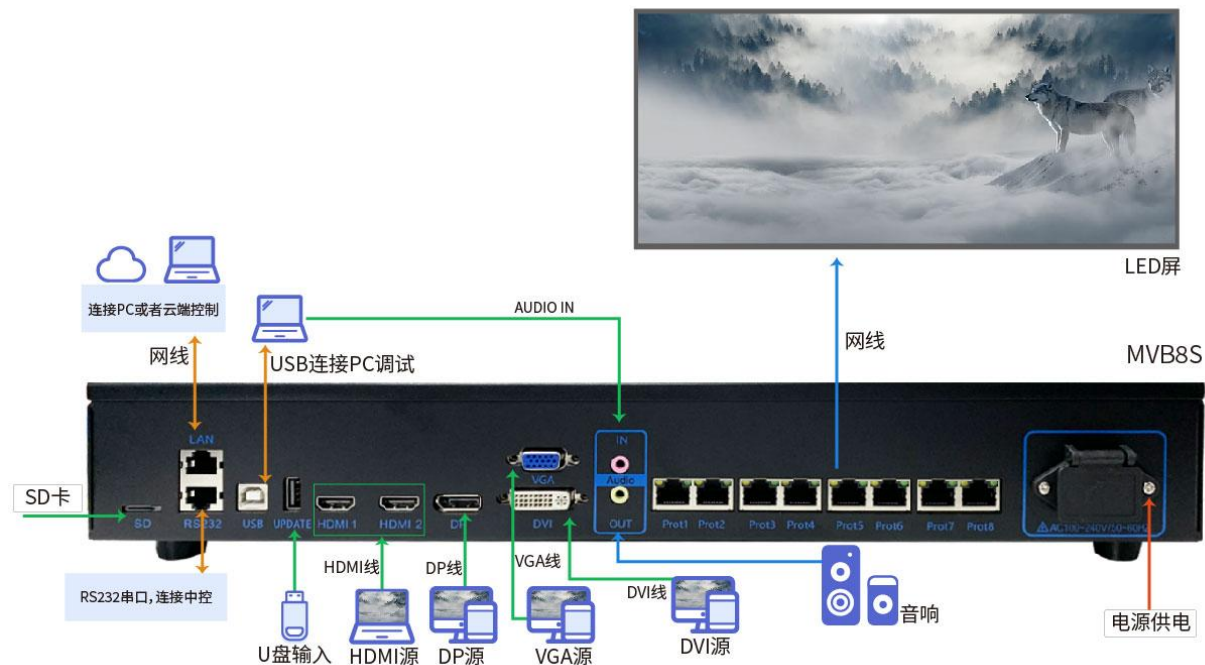 LED屏
连接PC或者云端控制
AUDIO IN
网线
USB连接PC调试
网线
MVB8S
LAN
IN
SD卡
VGA
Audio
SD
RS232
USB
UPDATE
HDMI 1
HDMI 2
DP
DVI
OUT
Prot1
Prot2
Prot3
Prot4
Prot5
Prot6
Prot7
Prot8
AC100-240V/50-60Hz
RS232串口,连接中控
HDMI线
DP线
VGA线
DVI线
U盘输入
HDMI源
DP源
VGA源
DVI源
音响
电源供电